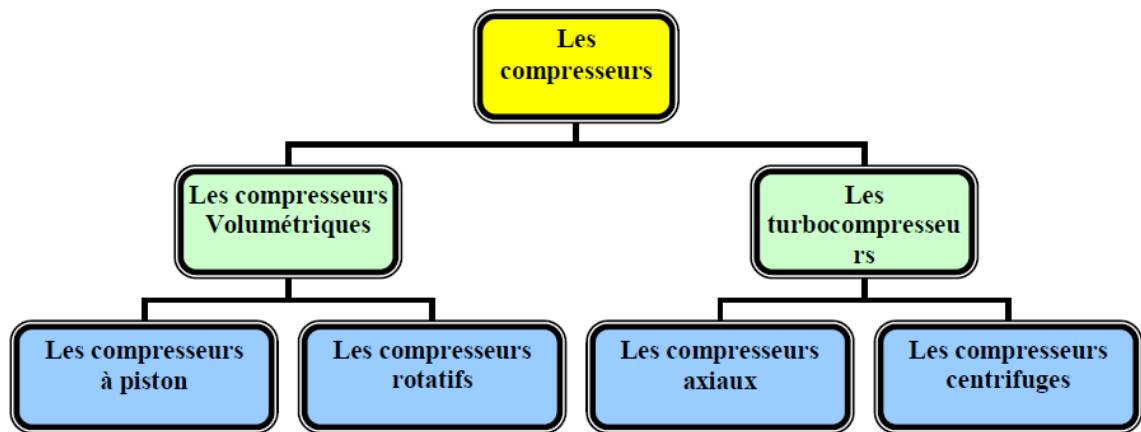 Les
compresseurs
Les compresseurs
Volumétriques
Les
turbocompresseu
rs
Les compresseurs
à piston
Les compresseurs
rotatifs
Les compresseurs
axiaux
Les compresseurs
centrifuges